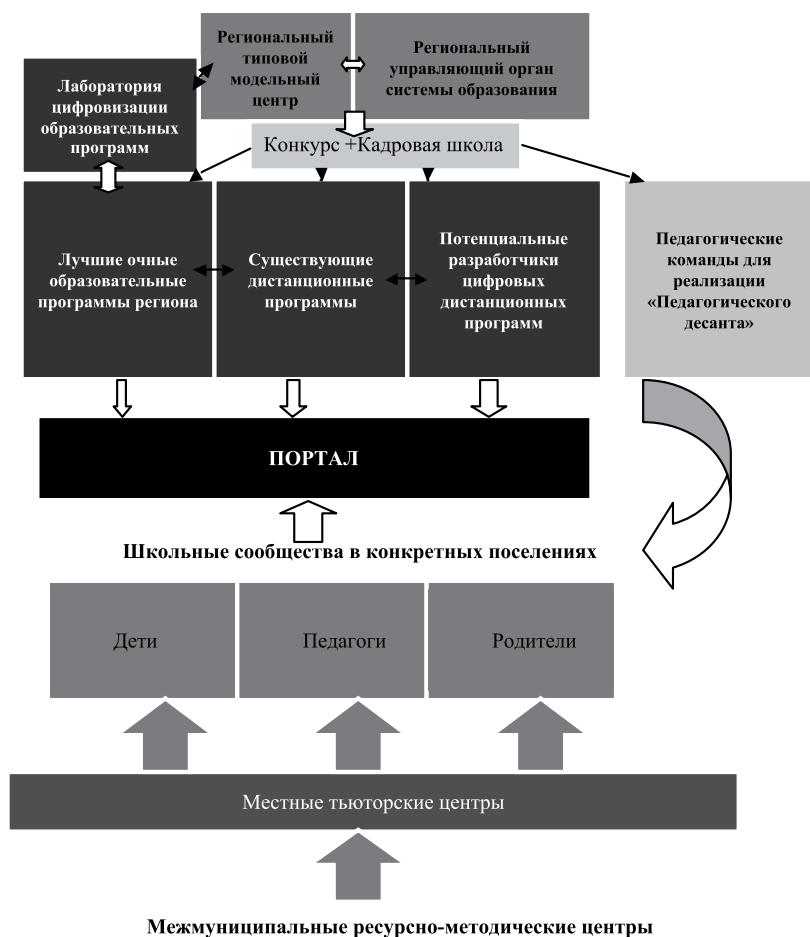 Региональный
типовой
модельный
центр
Региональный
управляющий орган
системы образования
Лаборатория
цифровизации
образовательных
программ
Конкурс +Кадровая школа
Лучшие очные
образовательные
программы региона
Существующие
дистанционные
программы
Потенциальные
разработчики
цифровых
дистанционных
программ
Педагогические
команды для
реализации
«Педагогического
десанта»
ПОРТАЛ
Школьные сообщества в конкретных поселениях
Дети
Педагоги
Родители
Местные тьюторские центры
Межмуниципальные ресурсно-методические центры